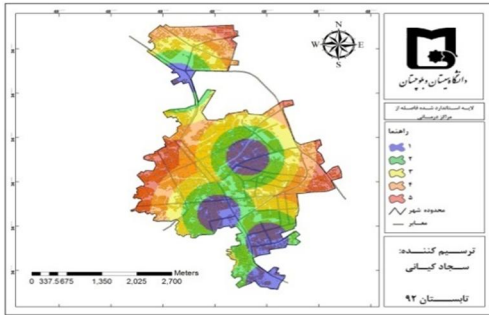 N
W E
S
دانشگاه سیستان و بلوچستان
لایه استاندارد شده فاصله از
مراکز درمانی
راهنما
۱
۲
۳
۴
۵
محدوده شهر
معابر
ترسیم کننده:
سجاد کیانی
تابستان ۹۲
Meters
0 337.5675 1,350 2,025 2,700